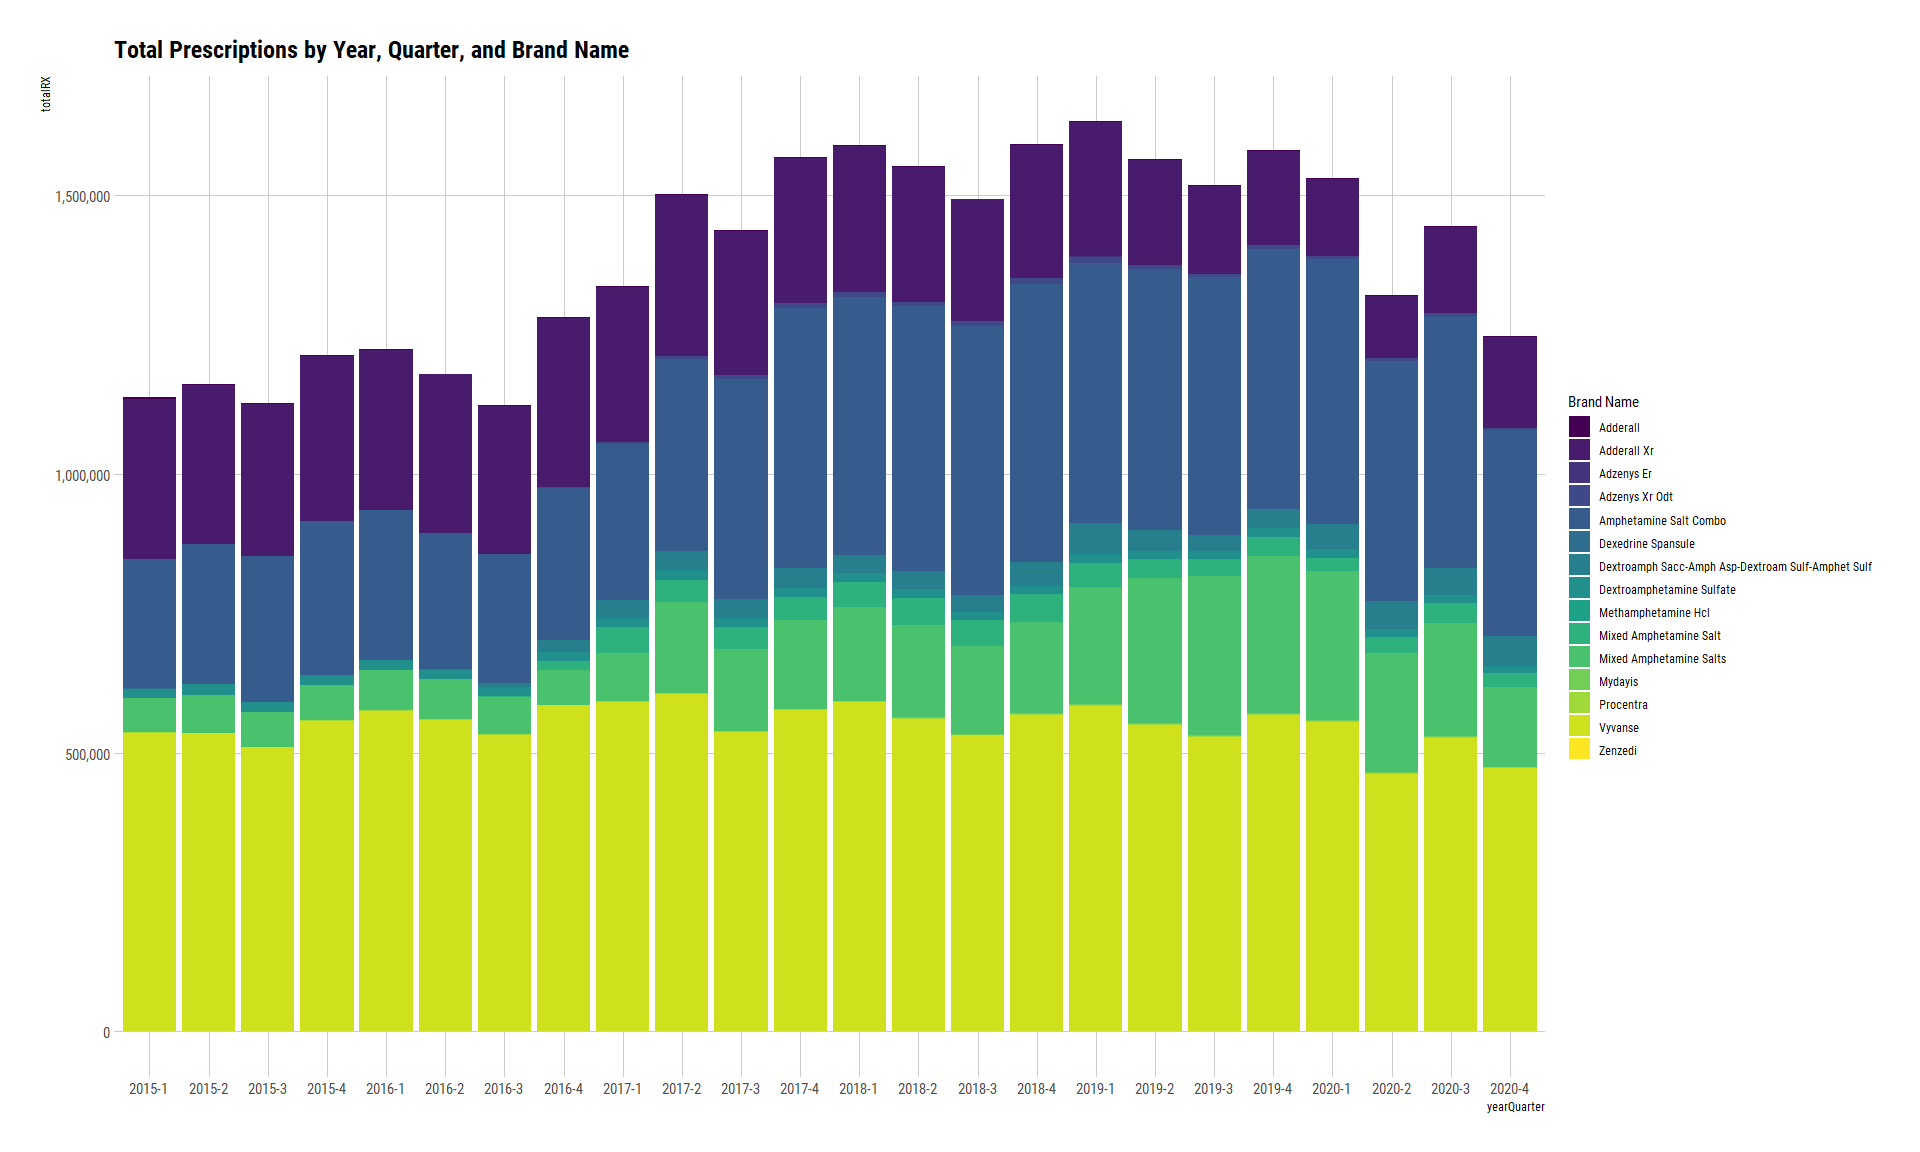 Total Prescriptions by Year, Quarter, and Brand Name
totalRX
1,500,000
1,000,000
500,000
0
2015-1 2015-2 2015-3 2015-4 2016-1 2016-2 2016-3 2016-4 2017-1 2017-2 2017-3 2017-4 2018-1 2018-2 2018-3 2018-4 2019-1 2019-2 2019-3 2019-4 2020-1 2020-2 2020-3 2020-4
yearQuarter
Brand Name
Adderall
Adderall Xr
Adzenys Er
Adzenys Xr Odt
Amphetamine Salt Combo
Dexedrine Spansule
Dextroamph Sacc-Amph Asp-Dextroam Sulf-Amphet Sulf
Dextroamphetamine Sulfate
Methamphetamine Hcl
Mixed Amphetamine Salt
Mixed Amphetamine Salts
Mydayis
Procentra
Vyvanse
Zenzedi